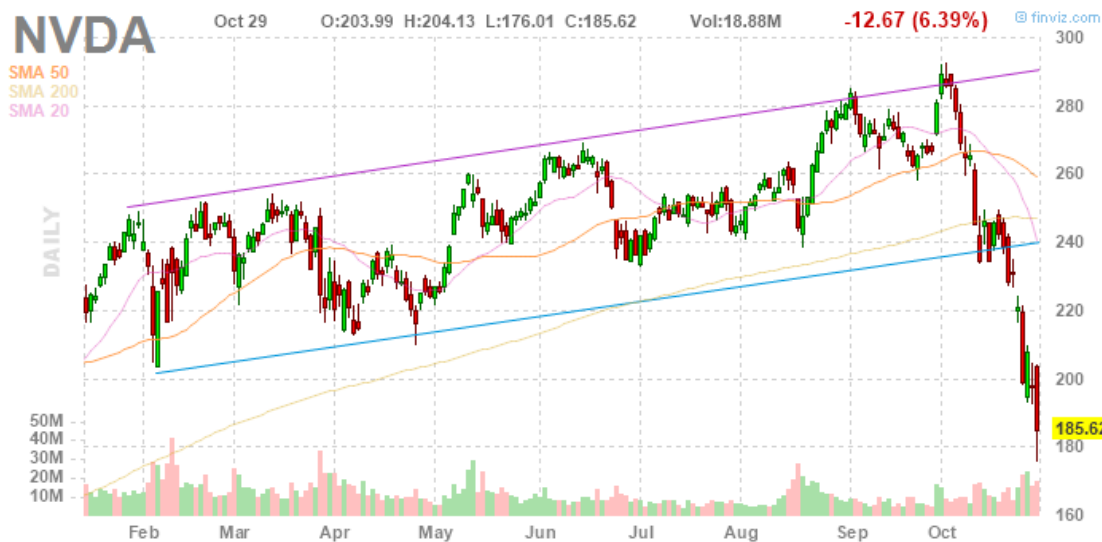 NVDA
Oct 29 O:203.99 H:204.13 L:176.01 C:185.62 Vol:18.88M -12.67 (6.39%) © finviz.com
SMA 50
SMA 200
SMA 20
DAILY
300
280
260
240
220
200
185.62
180
160
50M
40M
30M
20M
10M
Feb Mar Apr May Jun Jul Aug Sep Oct